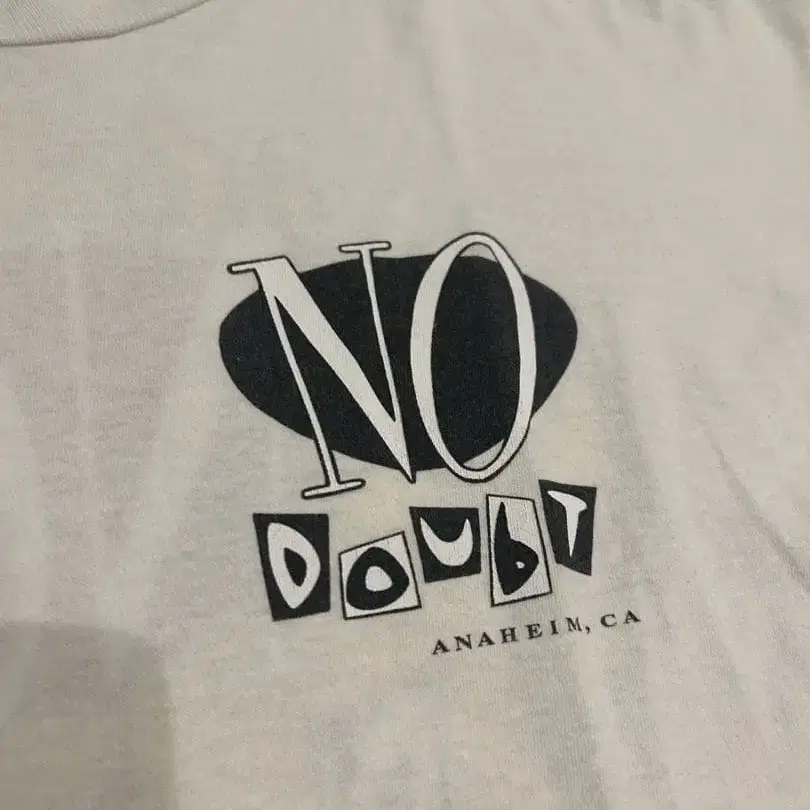 NO
DOUbT
ANAHEIM, CA